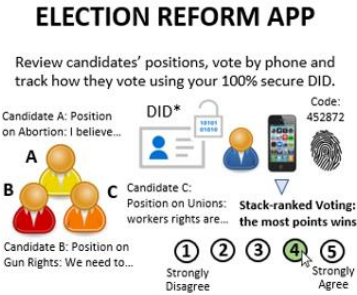 ELECTION REFORM APP
Review candidates' positions, vote by phone and
track how they vote using your 100% secure DID.
Candidate A: Position
on Abortion: I believe...
DID*
10101
01010
Code:
452872
A
B
C
Candidate C:
Position on Unions:
workers rights are...
Stack-ranked Voting:
the most points wins
Candidate B: Position on
Gun Rights: We need to...
1 2 3 4 5
Strongly
Disagree
Strongly
Agree